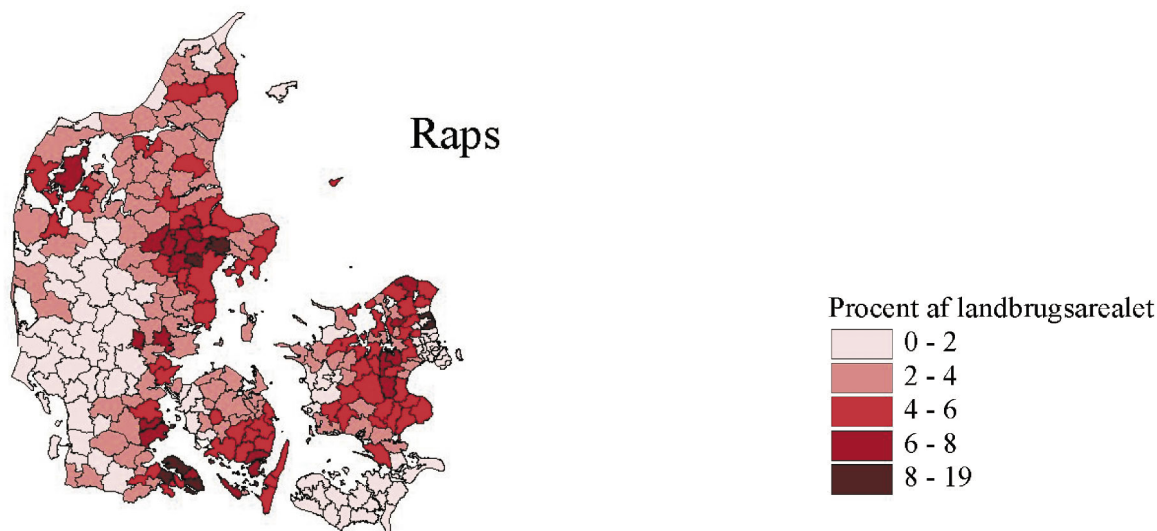 Raps
Procent af landbrugsarealet
0 - 2
2 - 4
4 - 6
6 - 8
8 - 19